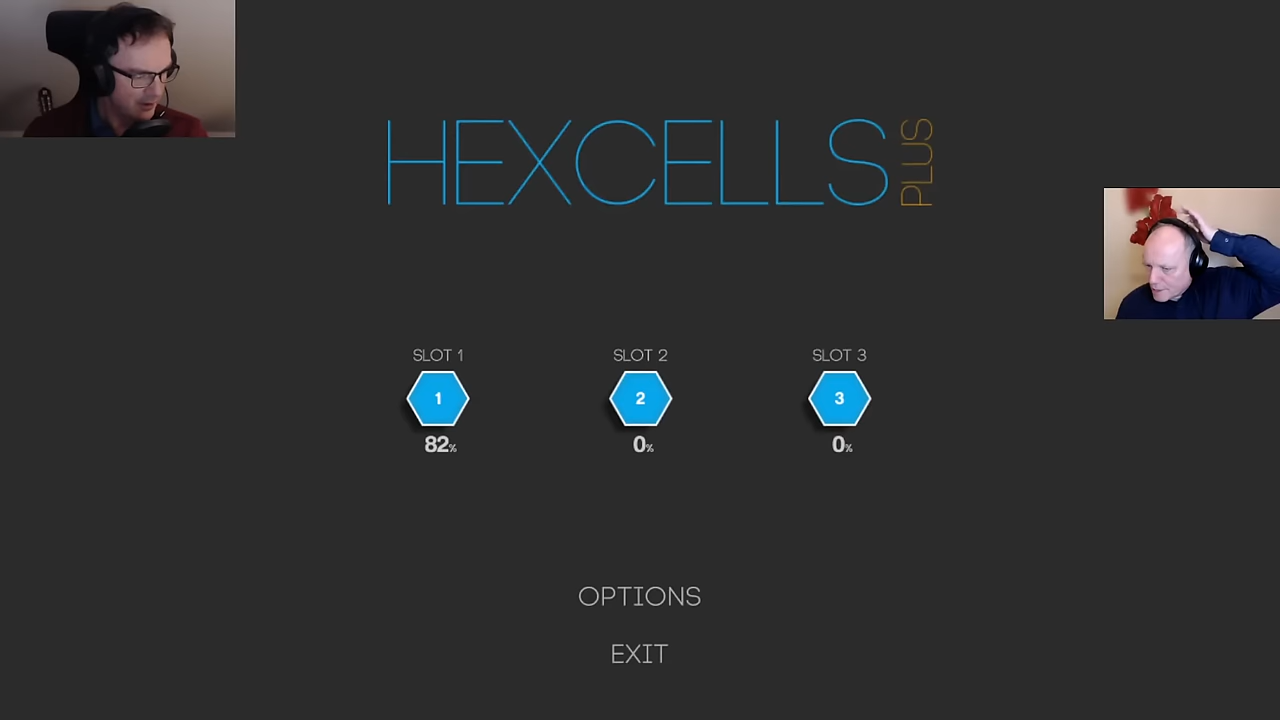 HEXCELLS PLUS
SLOT 1
SLOT 2
SLOT 3
1
2
3
82%
0%
0%
OPTIONS
EXIT